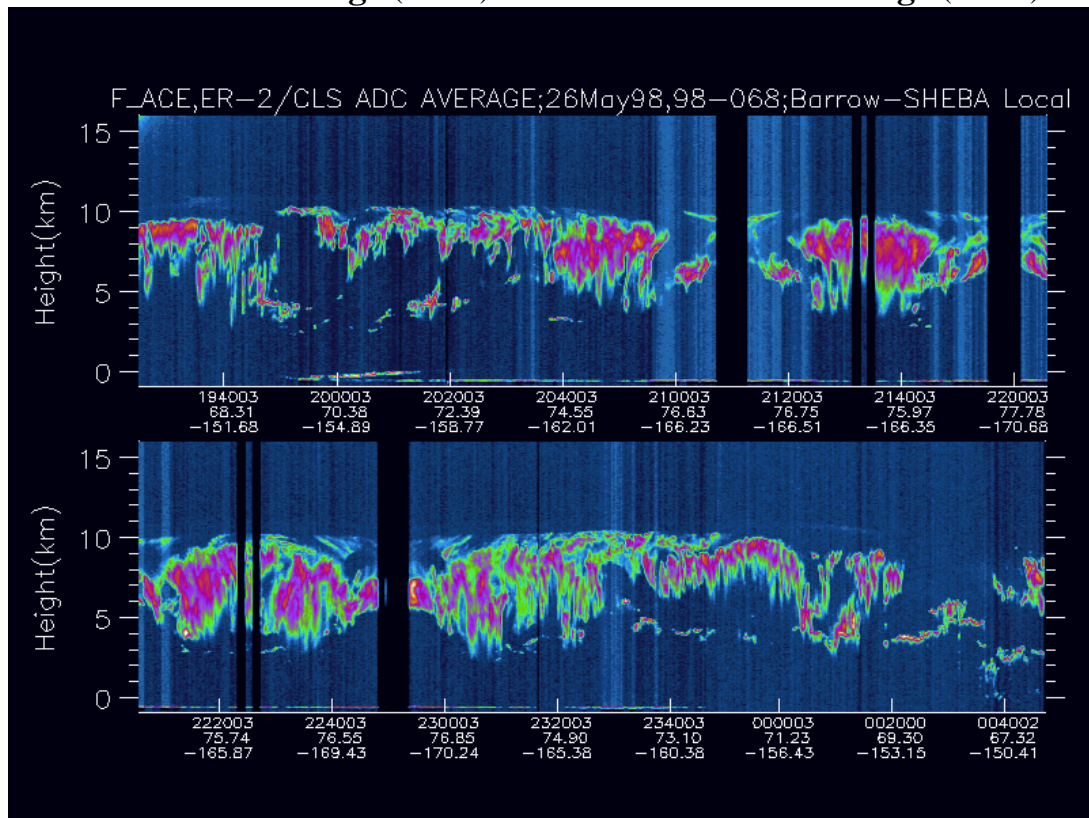 F_ACE,ER-2/CLS ADC AVERAGE;26May98,98-068;Barrow-SHEBA Local
15
10
5
0
Height(km)
194003 200003 202003 204003 210003 212003 214003 220003
68.31 70.38 72.39 74.55 76.63 76.75 75.97 77.78
-151.68 -154.89 -158.77 -162.01 -166.23 -166.51 -166.35 -170.68
15
10
5
0
Height(km)
222003 224003 230003 232003 234003 000003 002000 004002
75.74 76.55 76.85 74.90 73.10 71.23 69.30 67.32
-165.87 -169.43 -170.24 -165.38 -160.38 -156.43 -153.15 -150.41